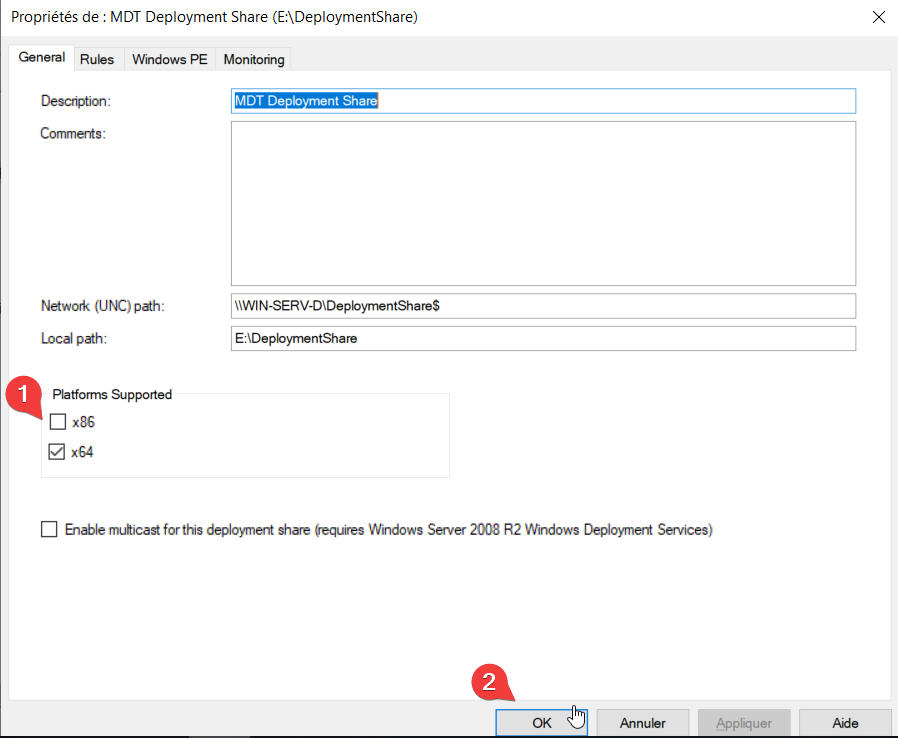 Propriétés de : MDT Deployment Share (E:\DeploymentShare)
General Rules Windows PE Monitoring
Description: MDT Deployment Share
Comments:
Network (UNC) path: \\WIN-SERV-D\DeploymentShare$
Local path: E:\DeploymentShare
1 Platforms Supported
x86
x64
Enable multicast for this deployment share (requires Windows Server 2008 R2 Windows Deployment Services)
2
OK Annuler Appliquer Aide